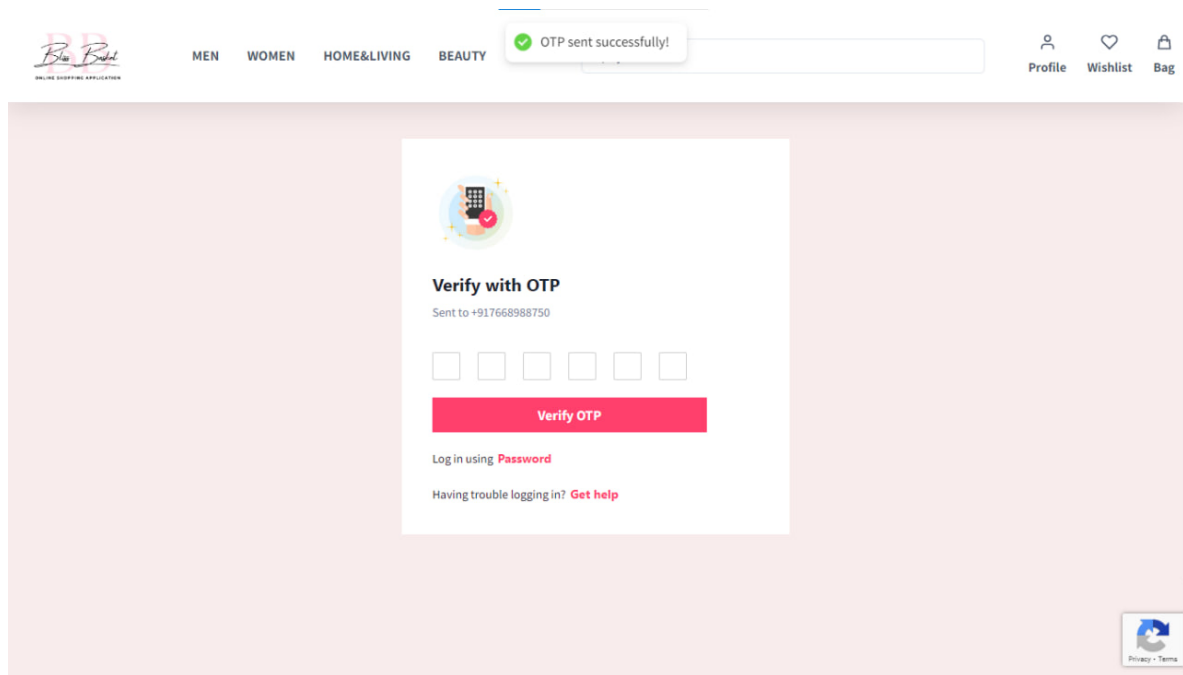 OTP sent successfully!
Bliss Basket
ONLINE SHOPPING APPLICATION
MEN WOMEN HOME&LIVING BEAUTY
Profile Wishlist Bag
Verify with OTP
Sent to +917668988750
Verify OTP
Log in using Password
Having trouble logging in? Get help
Privacy - Terms